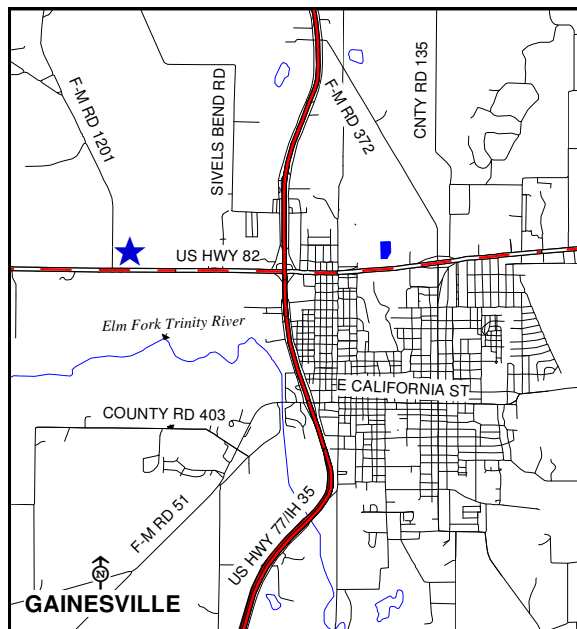 F-M RD 1201
SIVELS BEND RD
F-M RD 372
CNTY RD 135
US HWY 82
Elm Fork Trinity River
E CALIFORNIA ST
COUNTY RD 403
F-M RD 51
US HWY 77/IH 35
N
GAINESVILLE